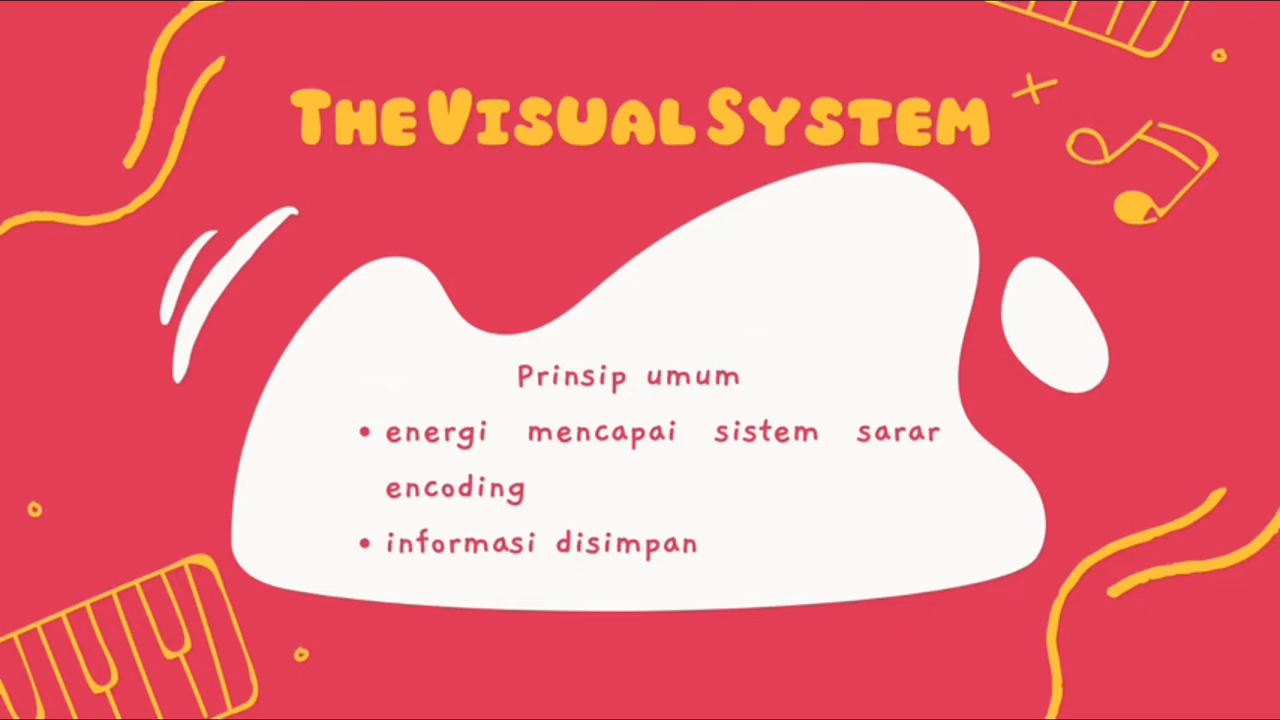 THE VISUAL SYSTEM
Prinsip umum
• energi mencapai sistem sarar
encoding
• informasi disimpan